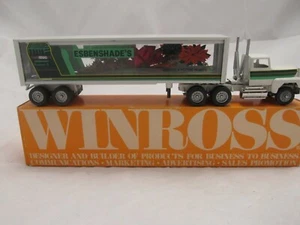 ESBENSHADE'S
WINROSS
DESIGNER AND BUILDER OF PRODUCTS FOR BUSINESS TO BUSINESS
COMMUNICATIONS - MARKETING - ADVERTISING - SALES PROMOTION